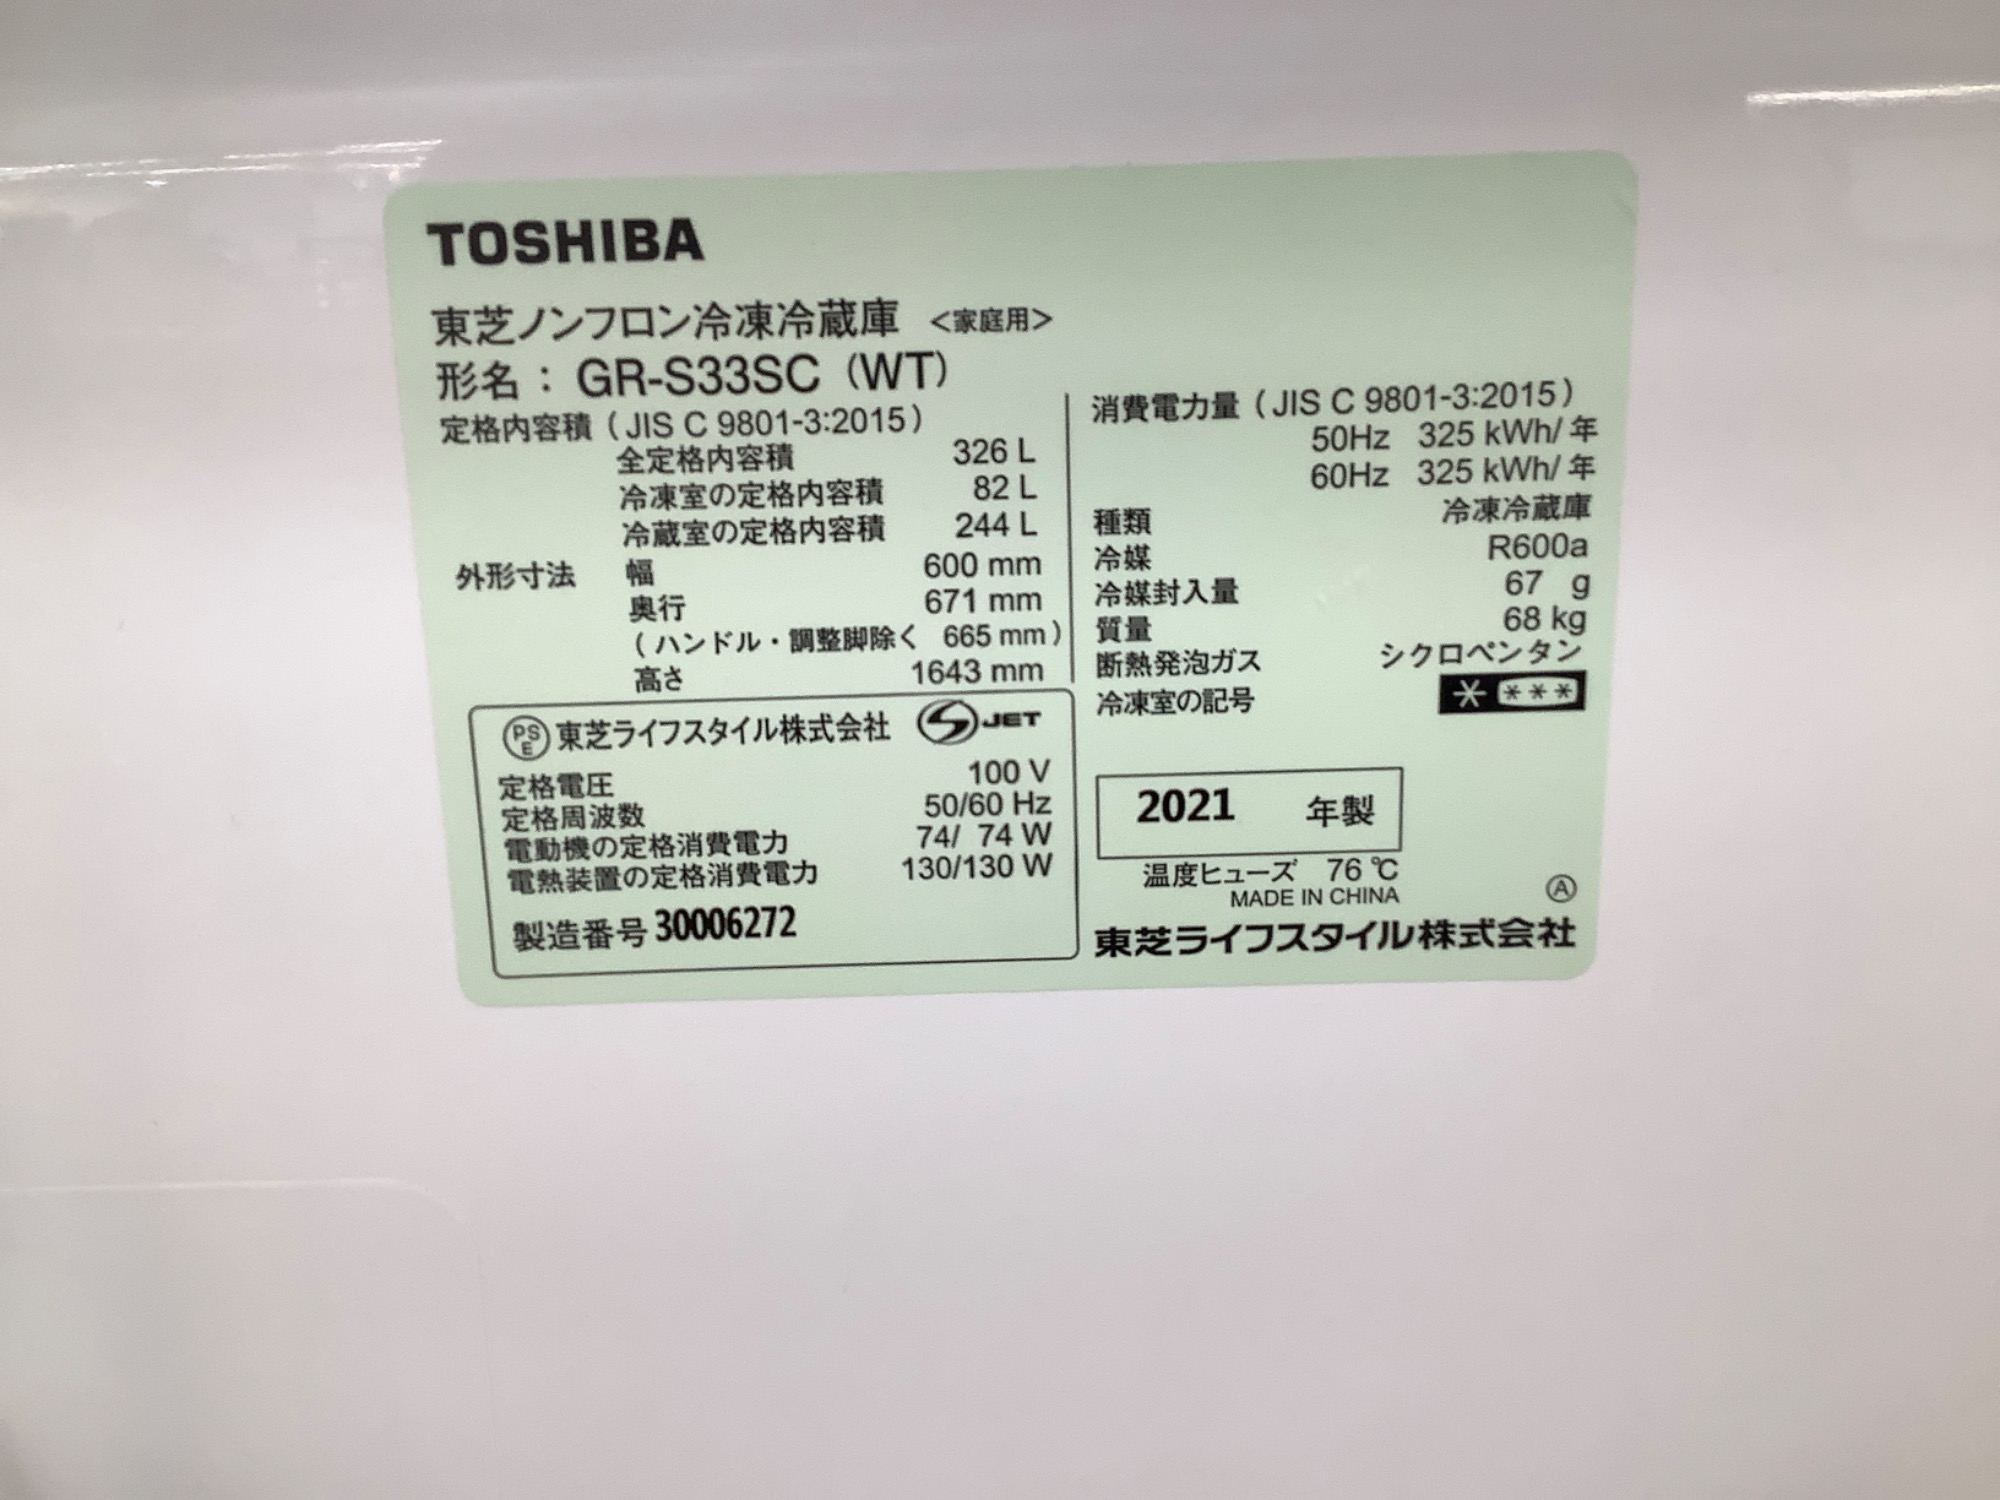 TOSHIBA
東芝ノンフロン冷凍冷蔵庫 <家庭用>
形名： GR-S33SC (WT)
定格内容積（JIS C 9801-3:2015）
全定格内容積 326 L
冷凍室の定格内容積 82 L
冷蔵室の定格内容積 244 L
外形寸法 幅 600 mm
奥行 671 mm
(ハンドル・調整脚除く 665 mm)
高さ 1643 mm
PSE 東芝ライフスタイル株式会社 S JET
定格電圧 100 V
定格周波数 50/60 Hz
電動機の定格消費電力 74/ 74 W
電熱装置の定格消費電力 130/130 W
製造番号 30006272
消費電力量（JIS C 9801-3:2015）
50Hz 325 kWh/年
60Hz 325 kWh/年
種類 冷凍冷蔵庫
冷媒 R600a
冷媒封入量 67 g
質量 68 kg
断熱発泡ガス シクロペンタン
冷凍室の記号 * ***
2021 年製
温度ヒューズ 76 ℃
MADE IN CHINA Ⓐ
東芝ライフスタイル株式会社